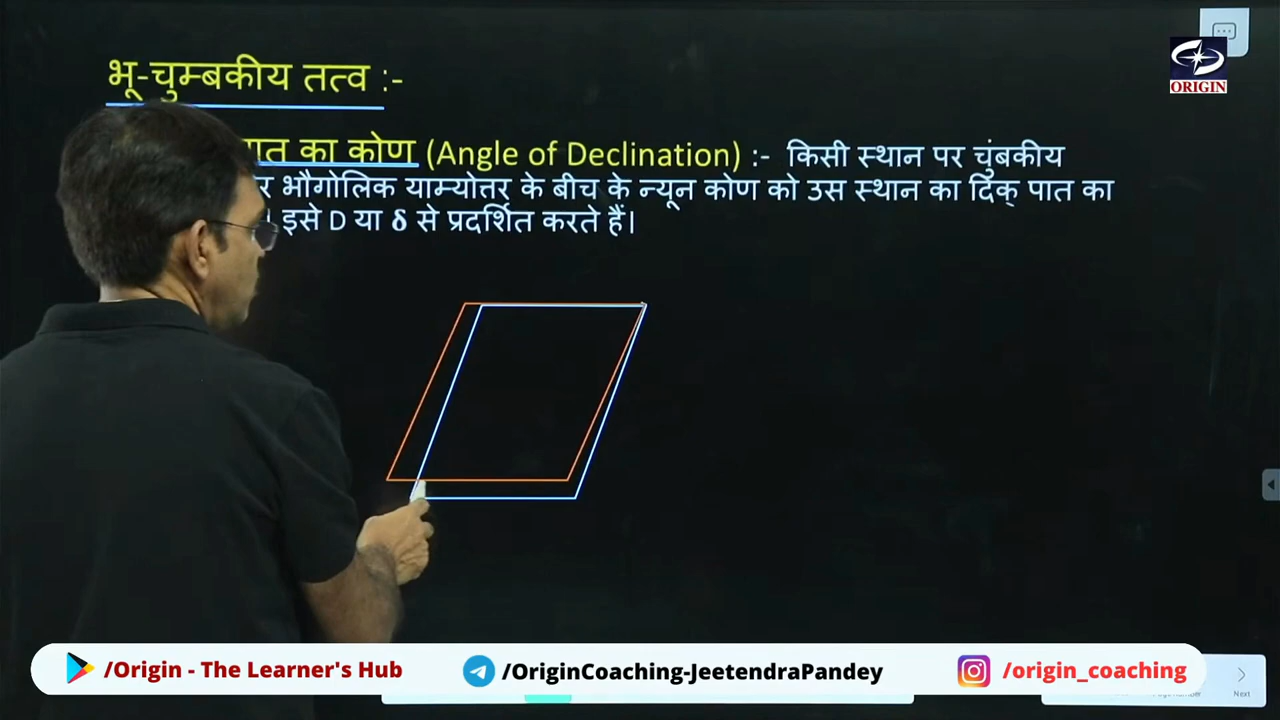 भू-चुम्बकीय तत्व :-
पात का कोण (Angle of Declination) :- किसी स्थान पर चुंबकीय
भौगोलिक याम्योत्तर के बीच के न्यून कोण को उस स्थान का दिक् पात का
। इसे D या δ से प्रदर्शित करते हैं।
ORIGIN
/Origin - The Learner's Hub
/OriginCoaching-JeetendraPandey
/origin_coaching
Next